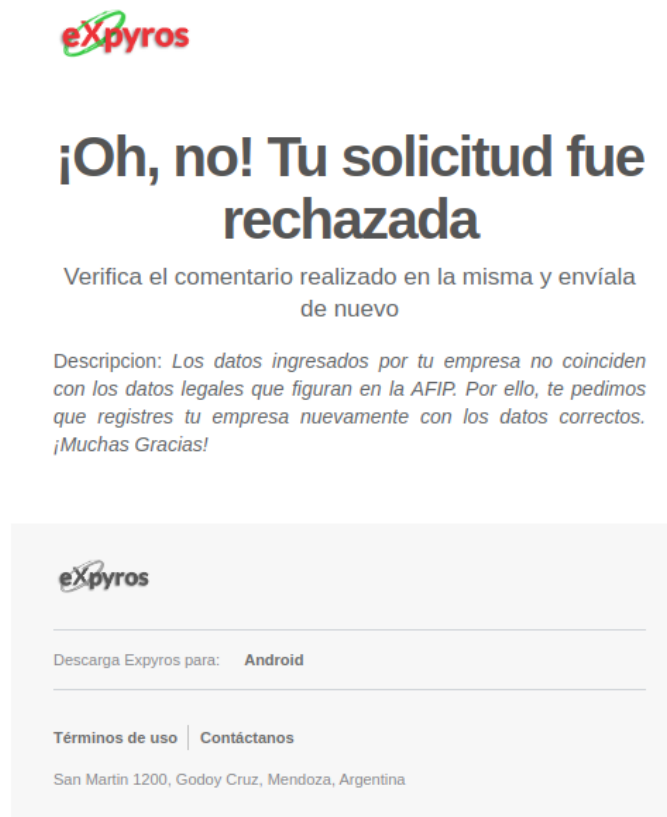 eXpyros
¡Oh, no! Tu solicitud fue
rechazada
Verifica el comentario realizado en la misma y envíala
de nuevo
Descripcion: Los datos ingresados por tu empresa no coinciden
con los datos legales que figuran en la AFIP. Por ello, te pedimos
que registres tu empresa nuevamente con los datos correctos.
¡Muchas Gracias!
eXpyros
Descarga Expyros para: Android
Términos de uso Contáctanos
San Martin 1200, Godoy Cruz, Mendoza, Argentina